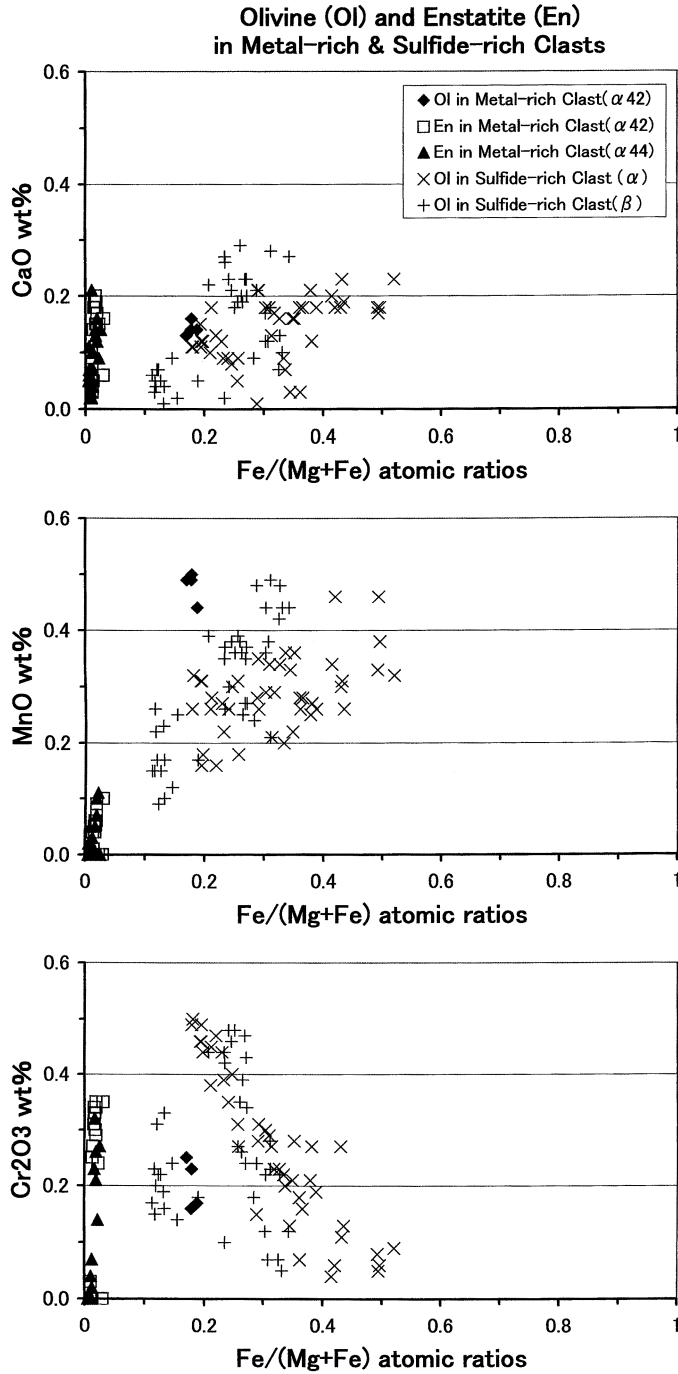 Olivine (Ol) and Enstatite (En)
in Metal-rich & Sulfide-rich Clasts
0.6
0.4
0.2
0.0
CaO wt%
Ol in Metal-rich Clast(α42)
En in Metal-rich Clast(α42)
En in Metal-rich Clast(α44)
Ol in Sulfide-rich Clast (α)
Ol in Sulfide-rich Clast(β)
0 0.2 0.4 0.6 0.8 1
Fe/(Mg+Fe) atomic ratios
0.6
0.4
0.2
0.0
MnO wt%
0 0.2 0.4 0.6 0.8 1
Fe/(Mg+Fe) atomic ratios
0.6
0.4
0.2
0.0
Cr2O3 wt%
0 0.2 0.4 0.6 0.8 1
Fe/(Mg+Fe) atomic ratios